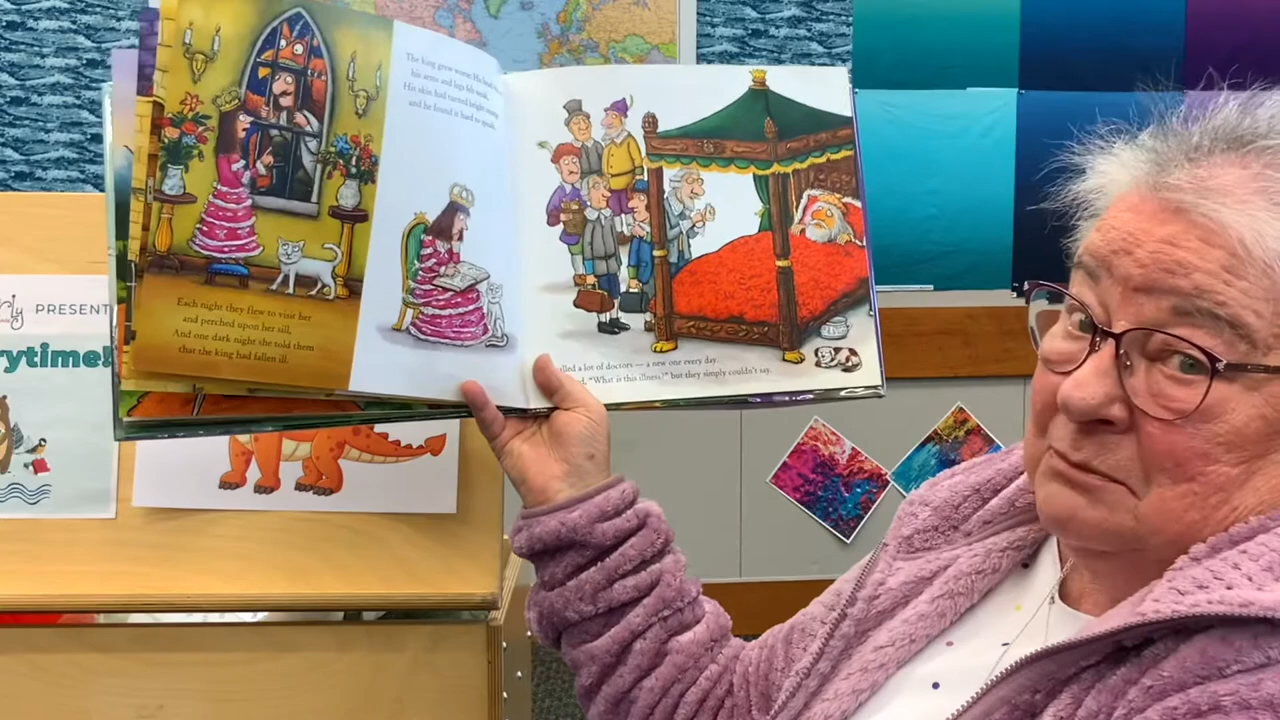 Each night they flew to visit her
and perched upon her sill,
And one dark night she told them
that the king had fallen ill.
The king grew worse. His head
his arms and legs felt weak,
His skin had turned bright orange
and he found it hard to speak.
called a lot of doctors — a new one every day.
"What is this illness?" but they simply couldn't say.
rly PRESENT
rytime!